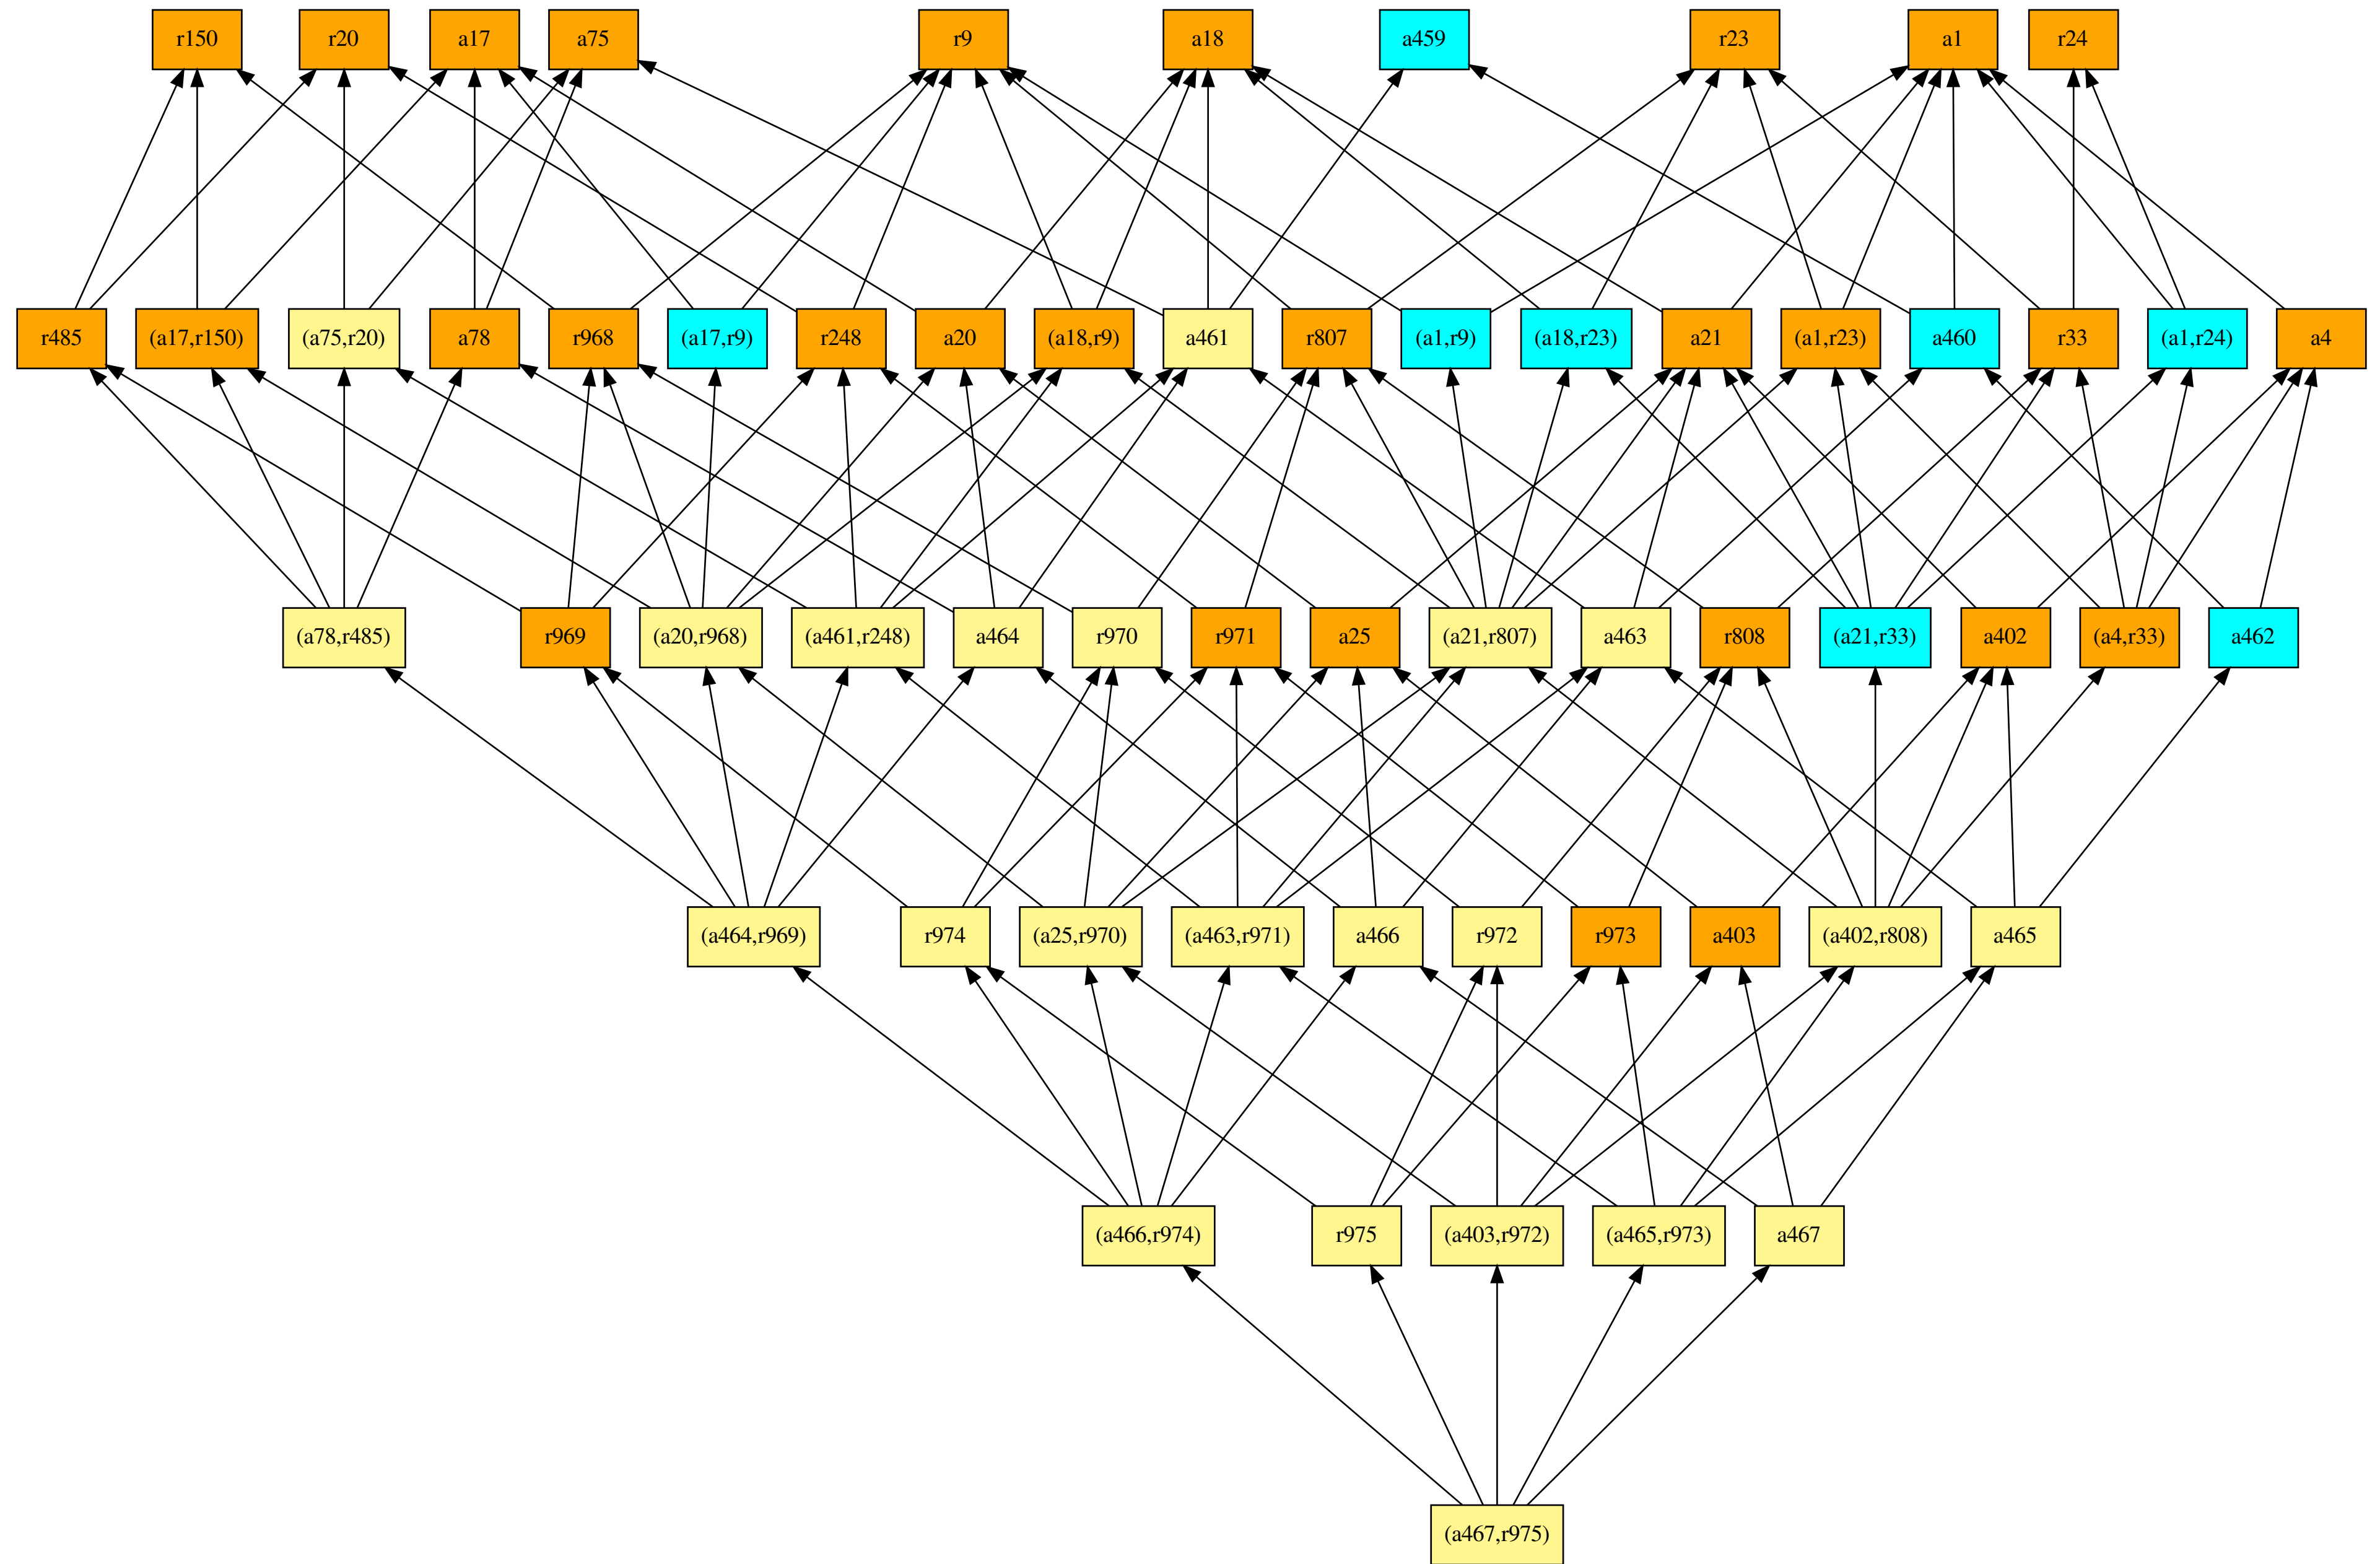 r150
r20
a17
a75
r9
a18
a459
r23
a1
r24
r485
(a17,r150)
(a75,r20)
a78
r968
(a17,r9)
r248
a20
(a18,r9)
a461
r807
(a1,r9)
(a18,r23)
a21
(a1,r23)
a460
r33
(a1,r24)
a4
(a78,r485)
r969
(a20,r968)
(a461,r248)
a464
r970
r971
a25
(a21,r807)
a463
r808
(a21,r33)
a402
(a4,r33)
a462
(a464,r969)
r974
(a25,r970)
(a463,r971)
a466
r972
r973
a403
(a402,r808)
a465
(a466,r974)
r975
(a403,r972)
(a465,r973)
a467
(a467,r975)